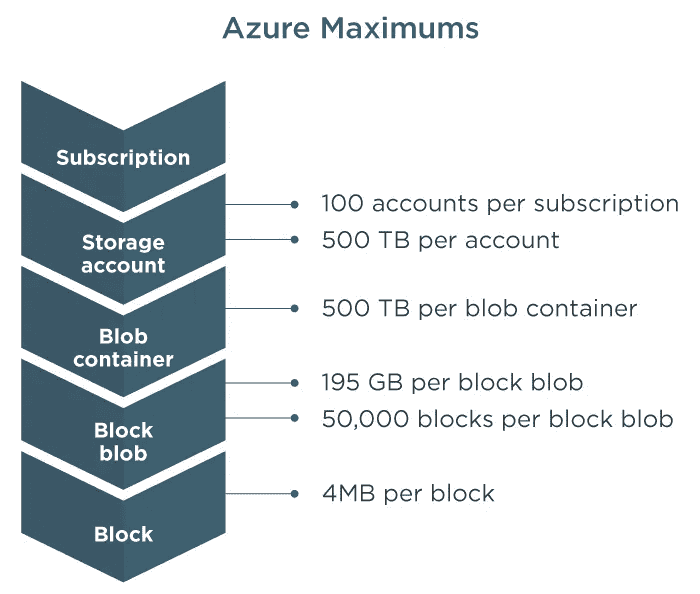 Azure Maximums
Subscription
100 accounts per subscription
Storage
account
500 TB per account
500 TB per blob container
Blob
container
195 GB per block blob
50,000 blocks per block blob
Block
blob
4MB per block
Block